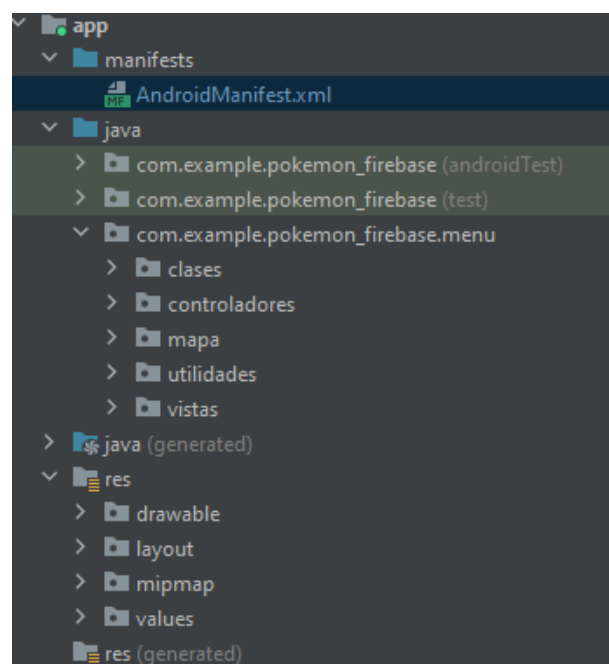 app
manifests
MF AndroidManifest.xml
java
com.example.pokemon_firebase (androidTest)
com.example.pokemon_firebase (test)
com.example.pokemon_firebase.menu
clases
controladores
mapa
utilidades
vistas
java (generated)
res
drawable
layout
mipmap
values
res (generated)